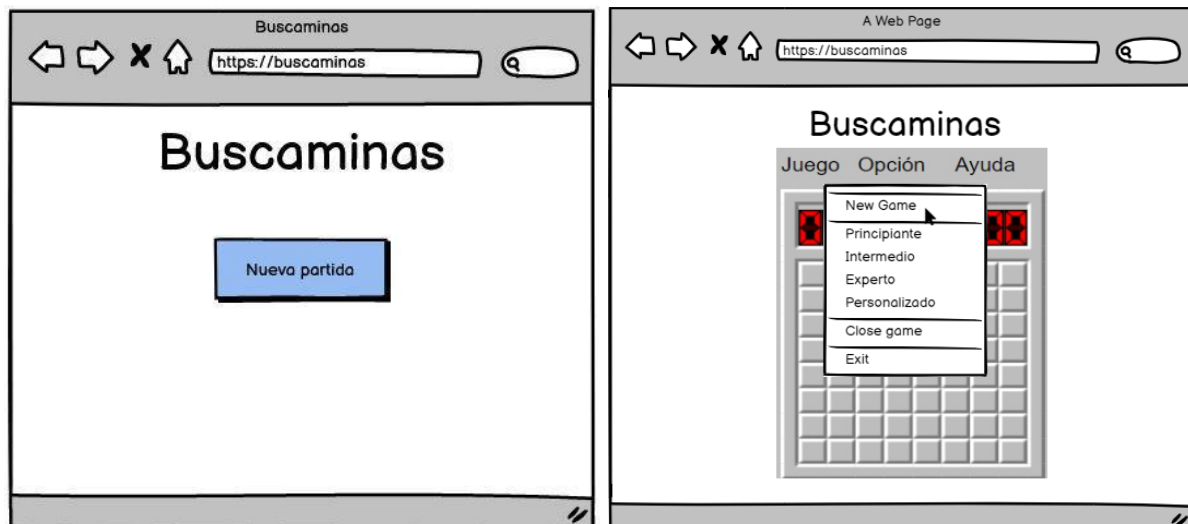 Buscaminas
https://buscaminas
Buscaminas
Nueva partida
A Web Page
https://buscaminas
Buscaminas
Juego Opción Ayuda
New Game
Principiante
Intermedio
Experto
Personalizado
Close game
Exit